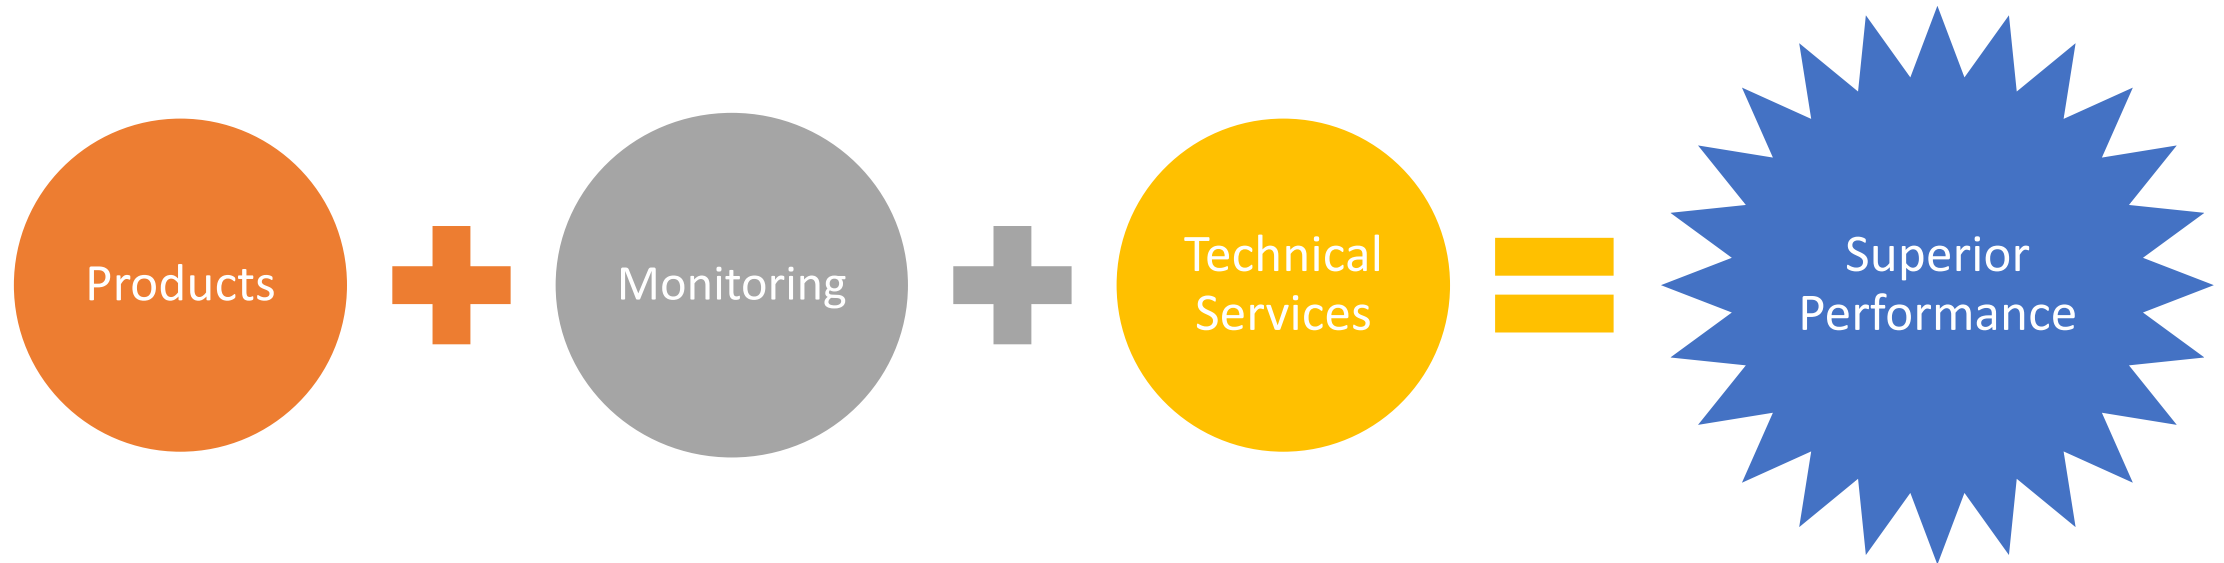 Products
Monitoring
Technical
Services
Superior
Performance